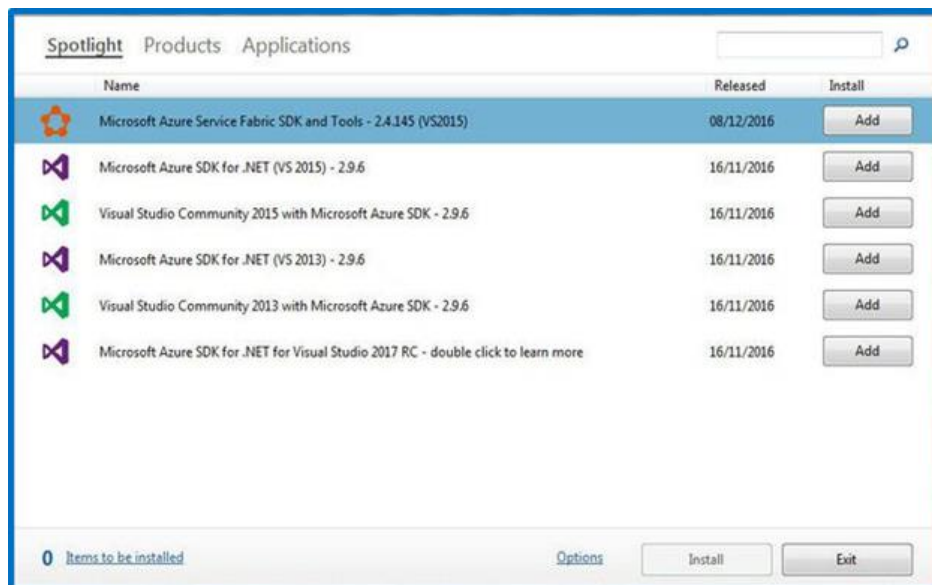 Spotlight Products Applications
Name Released Install
Microsoft Azure Service Fabric SDK and Tools - 2.4.145 (VS2015) 08/12/2016 Add
Microsoft Azure SDK for .NET (VS 2015) - 2.9.6 16/11/2016 Add
Visual Studio Community 2015 with Microsoft Azure SDK - 2.9.6 16/11/2016 Add
Microsoft Azure SDK for .NET (VS 2013) - 2.9.6 16/11/2016 Add
Visual Studio Community 2013 with Microsoft Azure SDK - 2.9.6 16/11/2016 Add
Microsoft Azure SDK for .NET for Visual Studio 2017 RC - double click to learn more 16/11/2016 Add
0 Items to be installed Options Install Exit